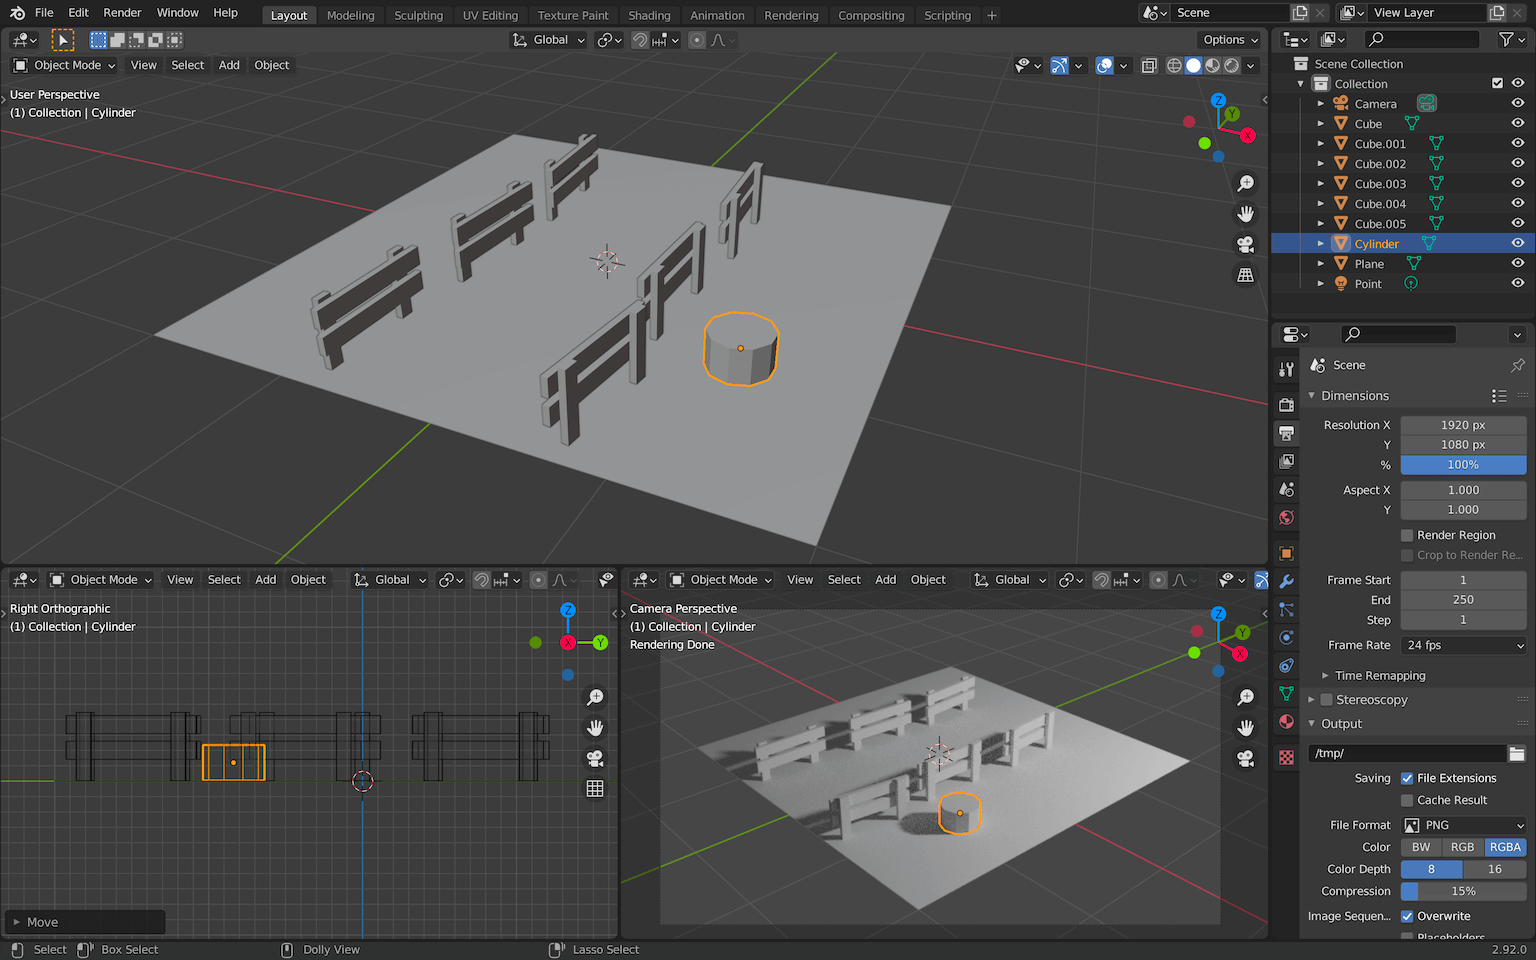 File Edit Render Window Help Layout Modeling Sculpting UV Editing Texture Paint Shading Animation Rendering Compositing Scripting + Scene View Layer
Global Options
Object Mode View Select Add Object
User Perspective
(1) Collection | Cylinder
Z
Y
X
Scene Collection
Collection
Camera
Cube
Cube.001
Cube.002
Cube.003
Cube.004
Cube.005
Cylinder
Plane
Point
Scene
Dimensions
Resolution X 1920 px
Y 1080 px
% 100%
Aspect X 1.000
Y 1.000
Render Region
Crop to Render Re...
Frame Start 1
End 250
Step 1
Frame Rate 24 fps
Time Remapping
Stereoscopy
Output
/tmp/
Saving File Extensions
Cache Result
File Format PNG
Color BW RGB RGBA
Color Depth 8 16
Compression 15%
Image Sequen... Overwrite
Placeholders
Object Mode View Select Add Object Global
Right Orthographic
(1) Collection | Cylinder
Z
X Y
Move
Object Mode View Select Add Object Global
Camera Perspective
(1) Collection | Cylinder
Rendering Done
Z
Y
X
Select Box Select Dolly View Lasso Select 2.92.0